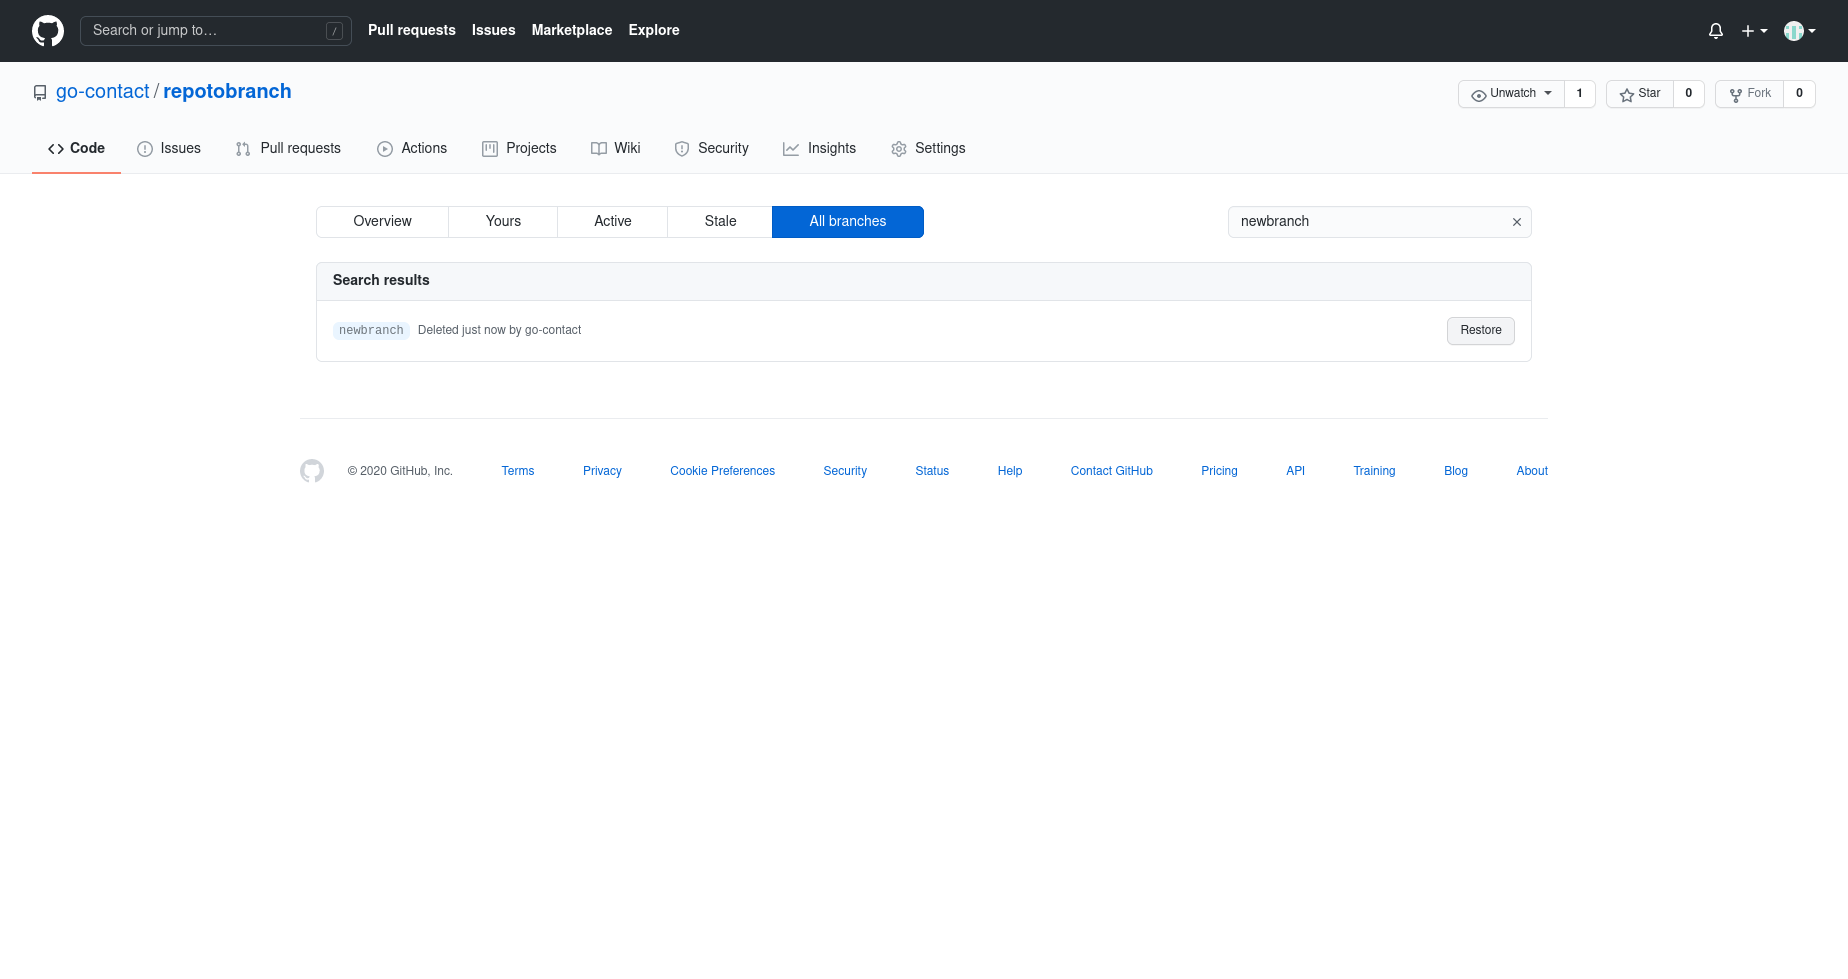 Search or jump to… / Pull requests Issues Marketplace Explore
go-contact / repotobranch Unwatch 1 Star 0 Fork 0
Code Issues Pull requests Actions Projects Wiki Security Insights Settings
Overview Yours Active Stale All branches newbranch
Search results
newbranch Deleted just now by go-contact Restore
© 2020 GitHub, Inc. Terms Privacy Cookie Preferences Security Status Help Contact GitHub Pricing API Training Blog About